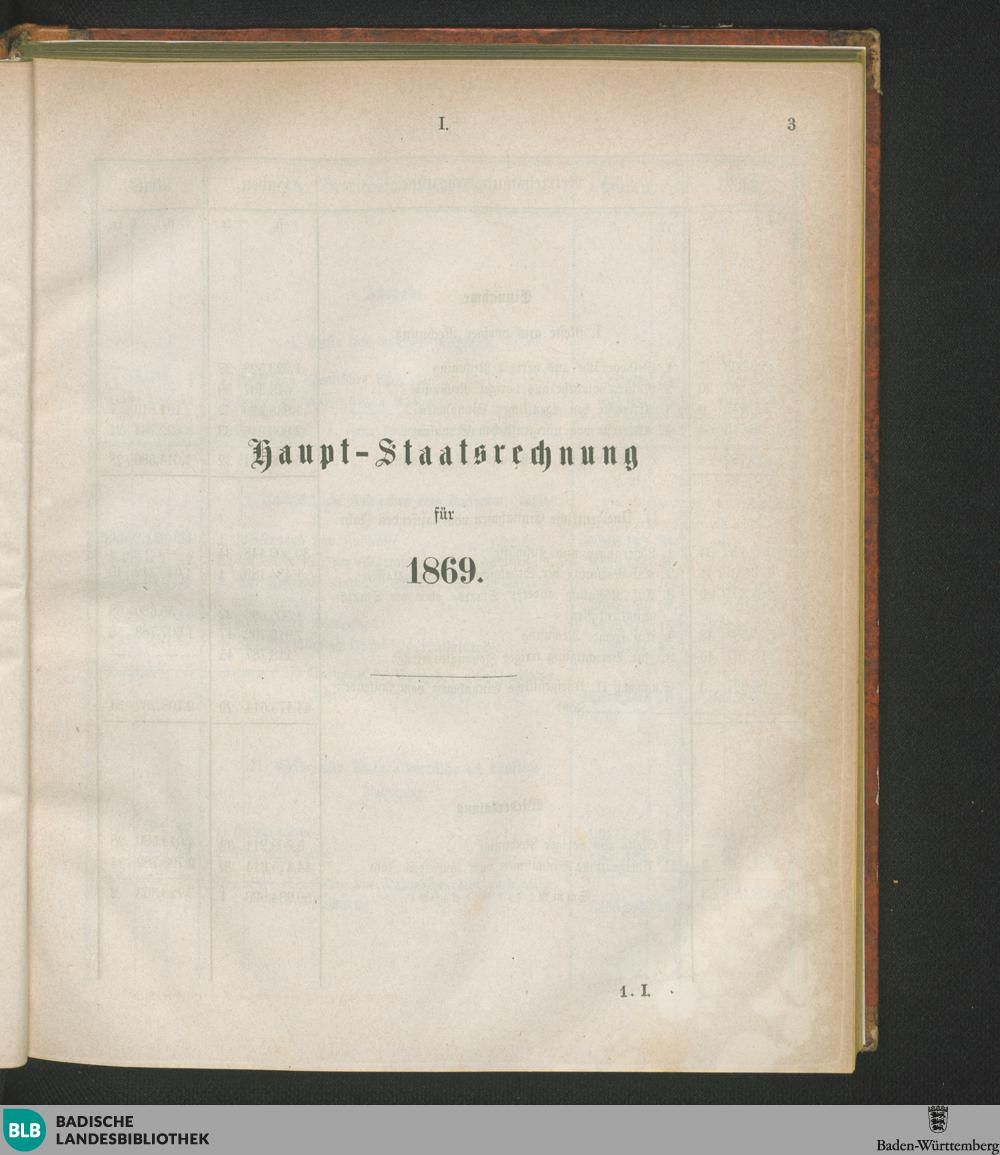 I.
3
Haupt-Staatsrechnung
für
1869.
1. I.
BLB
BADISCHE
LANDESBIBLIOTHEK
Baden-Württemberg